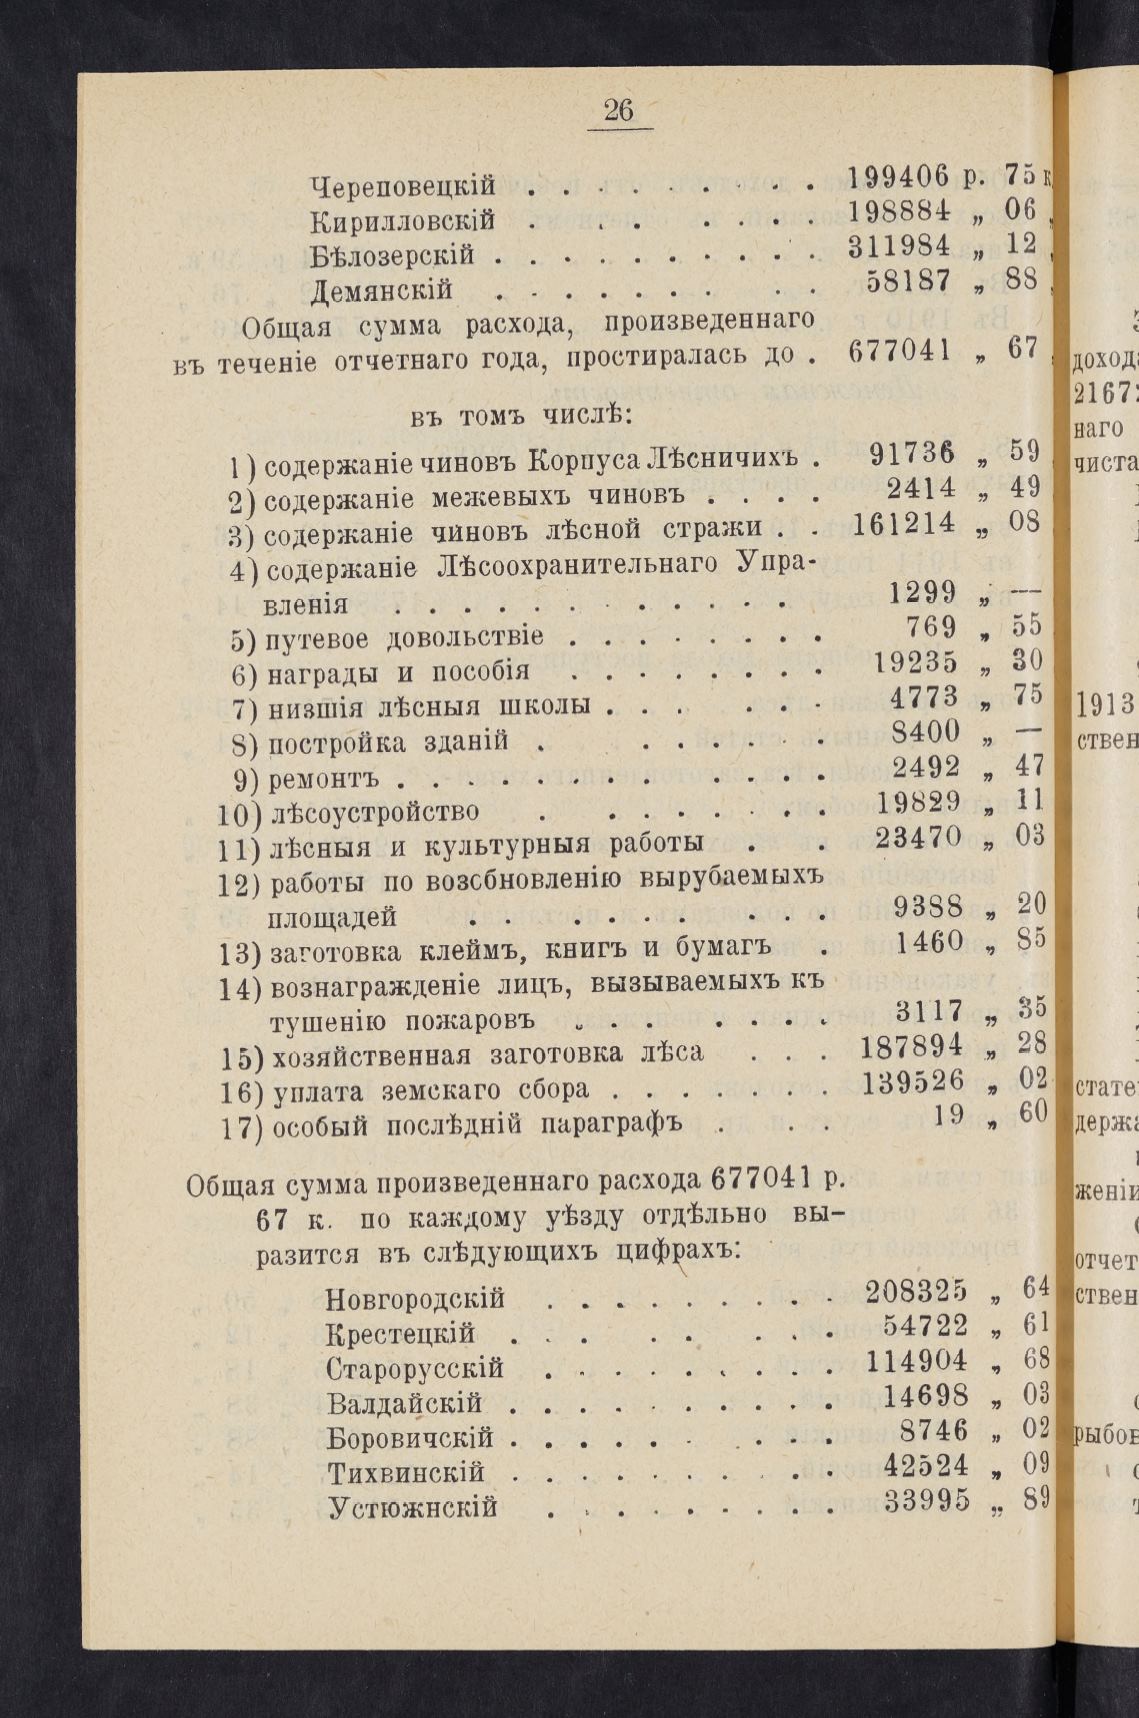 26
Череповецкій . . . . . . . . . 199406 р. 75 к
Кирилловскій . . . . . . . 198884 „ 06 „
Бѣлозерскій . . . . . . . . . . 311984 „ 12 „
Демянскій . . . . . . . . . 58187 „ 88 „
Общая сумма расхода, произведеннаго
въ теченіе отчетнаго года, простиралась до . 677041 „ 67
въ томъ числѣ:
1) содержаніе чиновъ Корпуса Лѣсничихъ . 91736 „ 59
2) содержаніе межевыхъ чиновъ . . . . 2414 „ 49
3) содержаніе чиновъ лѣсной стражи . . 161214 „ 08
4) содержаніе Лѣсоохранительнаго Упра-
вленія . . . . . . . . . . . . 1299 „ —
5) путевое довольствіе . . . . . . . . 769 „ 55
6) награды и пособія . . . . . . . . 19235 „ 30
7) низшія лѣсныя школы . . . . . . 4773 „ 75
8) постройка зданій . . . . . . . 8400 „ —
9) ремонтъ . . . . . . . . . . . . 2492 „ 47
10) лѣсоустройство . . . . . . . . 19829 „ 11
11) лѣсныя и культурныя работы . . 23470 „ 03
12) работы по возсбновленію вырубаемыхъ
площадей . . . . . . . . . 9388 „ 20
13) заготовка клеймъ, книгъ и бумагъ . 1460 „ 85
14) вознагражденіе лицъ, вызываемыхъ къ
тушенію пожаровъ . . . . . . . 3117 „ 35
15) хозяйственная заготовка лѣса . . . 187894 „ 28
16) уплата земскаго сбора . . . . . . . 139526 „ 02
17) особый послѣдній параграфъ . . . 19 „ 60
Общая сумма произведеннаго расхода 677041 р.
67 к. по каждому уѣзду отдѣльно вы-
разится въ слѣдующихъ цифрахъ:
Новгородскій . . . . . . . . . 208325 „ 64
Крестецкій . . . . . . . . 54722 „ 61
Старорусскій . . . . . . . . . 114904 „ 68
Валдайскій . . . . . . . . . . 14698 „ 03
Боровичскій . . . . . . . . . 8746 „ 02
Тихвинскій . . . . . . . . . . 42524 „ 09
Устюжнскій . . . . . . . . . 33995 „ 89
доход
2167
наго
чиста
1913
ствен
стате
держа
женіи
отчет
ствен
рыбов